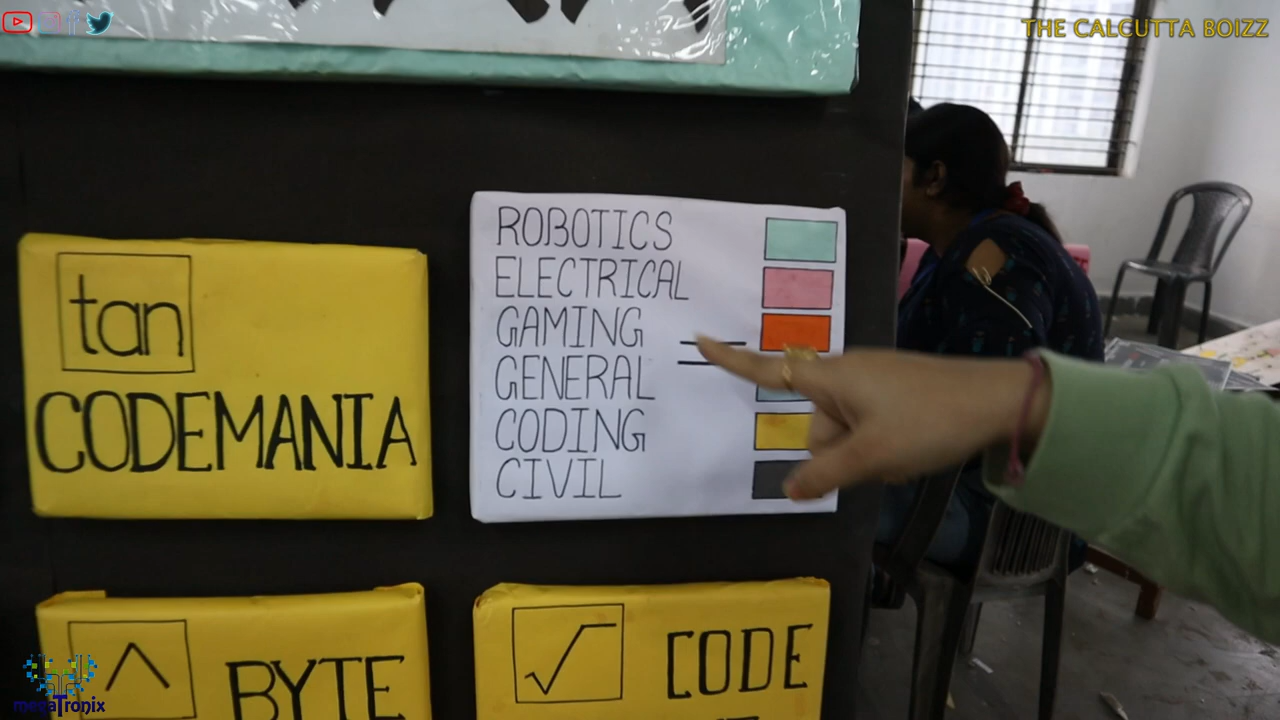 THE CALCUTTA BOIZZ
ROBOTICS
ELECTRICAL
GAMING
GENERAL
CODING
CIVIL
tan
CODEMANIA
^
BYTE
√
CODE
megaTronix